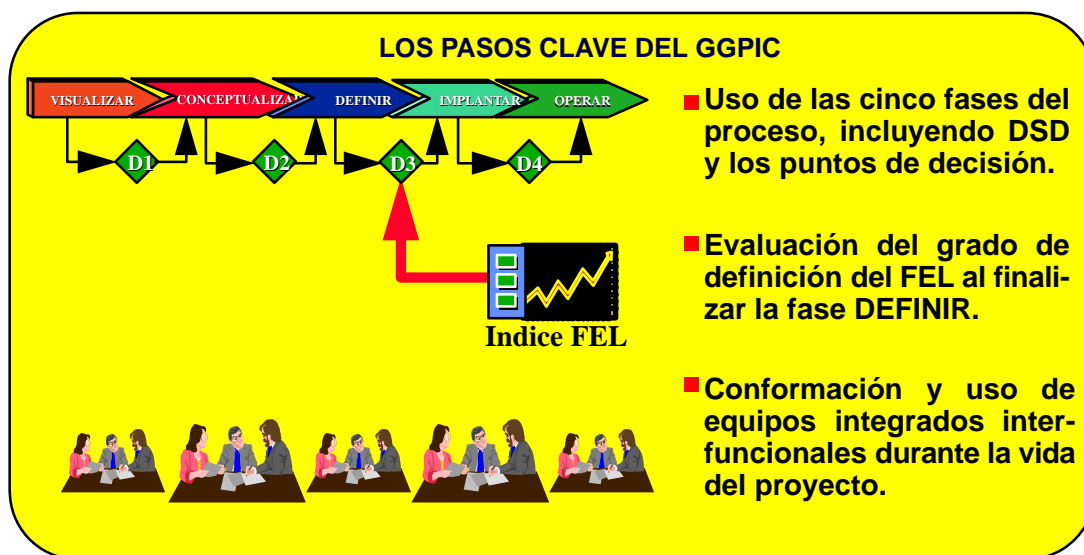 LOS PASOS CLAVE DEL GGPIC
VISUALIZAR
CONCEPTUALIZAR
DEFINIR
IMPLANTAR
OPERAR
D1
D2
D3
D4
Indice FEL
Uso de las cinco fases del
proceso, incluyendo DSD
y los puntos de decisión.
Evaluación del grado de
definición del FEL al finali-
zar la fase DEFINIR.
Conformación y uso de
equipos integrados inter-
funcionales durante la vida
del proyecto.